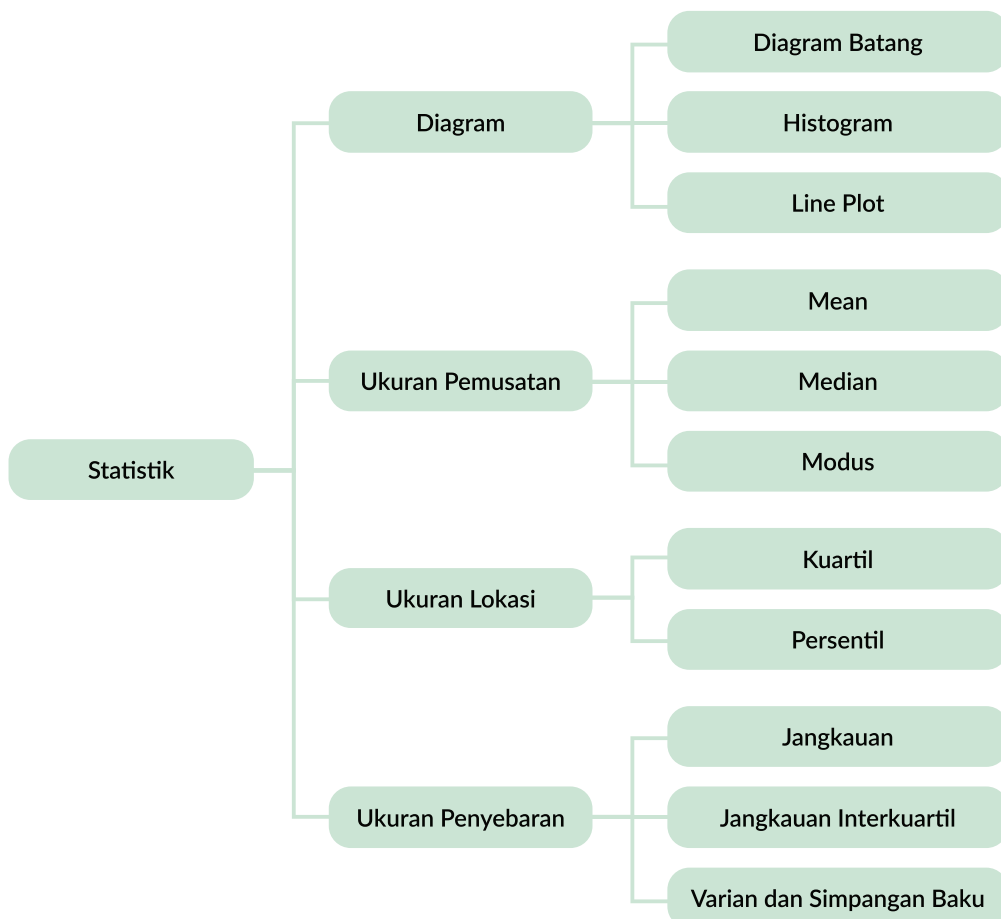 Statistik
Diagram
Diagram Batang
Histogram
Line Plot
Ukuran Pemusatan
Mean
Median
Modus
Ukuran Lokasi
Kuartil
Persentil
Ukuran Penyebaran
Jangkauan
Jangkauan Interkuartil
Varian dan Simpangan Baku